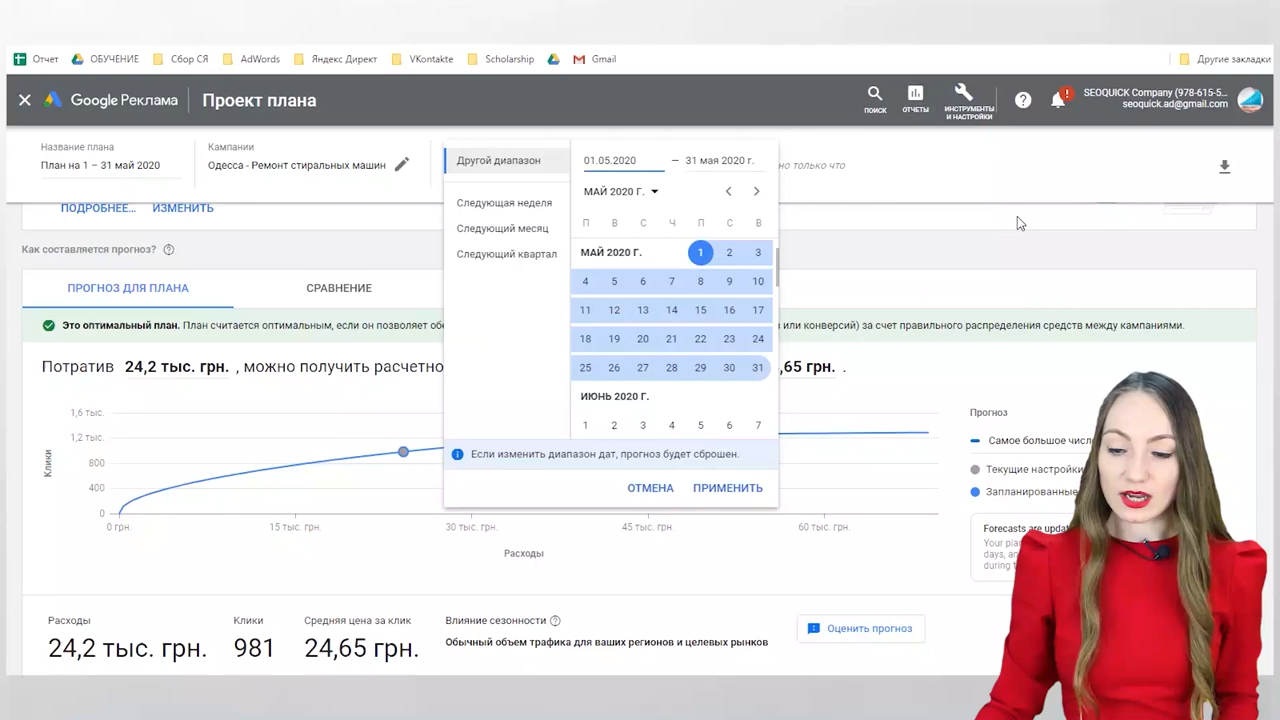 Отчет
ОБУЧЕНИЕ
Сбор СЯ
AdWords
Яндекс Директ
VKontakte
Scholarship
Gmail
Другие закладки
Google Реклама
Проект плана
ПОИСК
ОТЧЕТЫ
ИНСТРУМЕНТЫ
И НАСТРОЙКИ
SEOQUICK Company (978-615-5...
seoquick.ad@gmail.com
Название плана
План на 1 – 31 май 2020
Кампании
Одесса - Ремонт стиральных машин
но только что
Другой диапазон
Следующая неделя
Следующий месяц
Следующий квартал
01.05.2020 — 31 мая 2020 г.
МАЙ 2020 Г.
П В С Ч П С В
МАЙ 2020 Г. 1 2 3
4 5 6 7 8 9 10
11 12 13 14 15 16 17
18 19 20 21 22 23 24
25 26 27 28 29 30 31
ИЮНЬ 2020 Г.
1 2 3 4 5 6 7
Если изменить диапазон дат, прогноз будет сброшен.
ОТМЕНА ПРИМЕНИТЬ
ПОДРОБНЕЕ... ИЗМЕНИТЬ
Как составляется прогноз?
ПРОГНОЗ ДЛЯ ПЛАНА
СРАВНЕНИЕ
Это оптимальный план. План считается оптимальным, если он позволяет
или конверсий) за счет правильного распределения средств между кампаниями.
Потратив 24,2 тыс. грн. , можно получить расчетно
,65 грн. .
1,6 тыс.
1,2 тыс.
800
400
0
Клики
0 грн.
15 тыс. грн.
30 тыс. грн.
45 тыс. грн.
60 тыс. грн.
Расходы
Прогноз
Самое большое
Текущие настройки
Запланированные
Forecasts are
Your
days,
during
Расходы
24,2 тыс. грн.
Клики
981
Средняя цена за клик
24,65 грн.
Влияние сезонности
Обычный объем трафика для ваших регионов и целевых рынков
Оценить прогноз